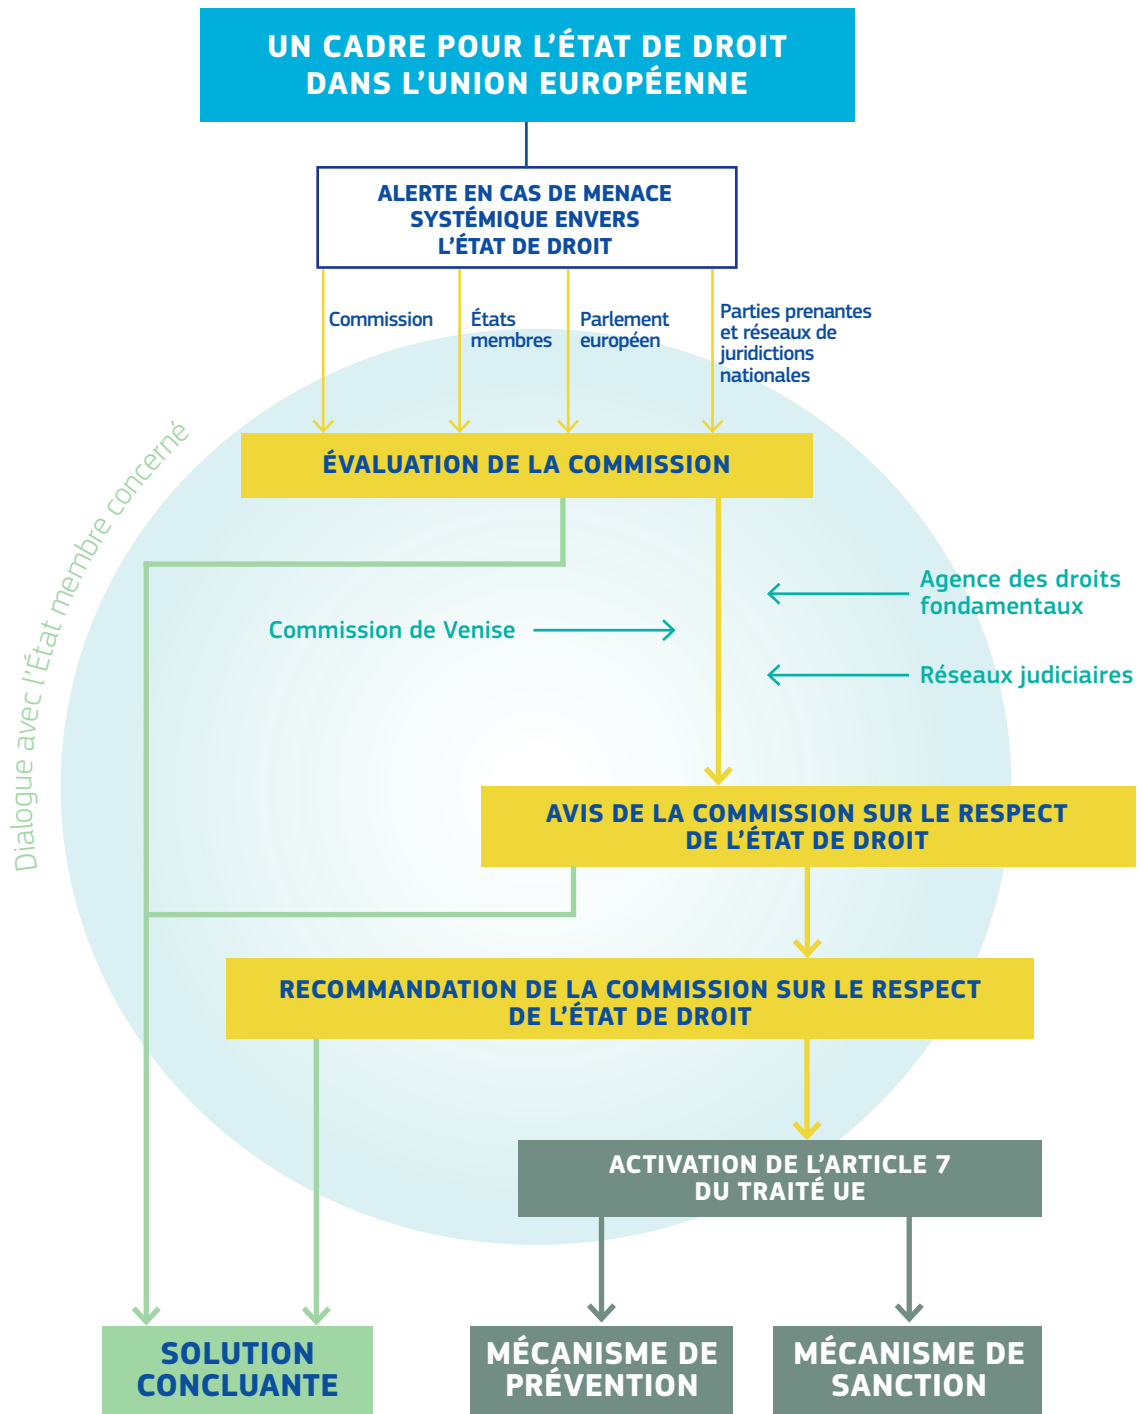 UN CADRE POUR L'ÉTAT DE DROIT
DANS L'UNION EUROPÉENNE
ALERTE EN CAS DE MENACE
SYSTÉMIQUE ENVERS
L'ÉTAT DE DROIT
Commission
États
membres
Parlement
européen
Parties prenantes
et réseaux de
juridictions
nationales
Dialogue avec l'État membre concerné
ÉVALUATION DE LA COMMISSION
Agence des droits
fondamentaux
Commission de Venise
Réseaux judiciaires
AVIS DE LA COMMISSION SUR LE RESPECT
DE L'ÉTAT DE DROIT
RECOMMANDATION DE LA COMMISSION SUR LE RESPECT
DE L'ÉTAT DE DROIT
ACTIVATION DE L'ARTICLE 7
DU TRAITÉ UE
SOLUTION
CONCLUANTE
MÉCANISME DE
PRÉVENTION
MÉCANISME DE
SANCTION